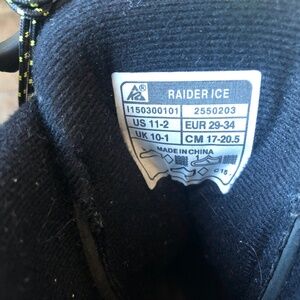 RAIDER ICE
I150300101 2550203
US 11-2 EUR 29-34
UK 10-1 CM 17-20.5
MADE IN CHINA